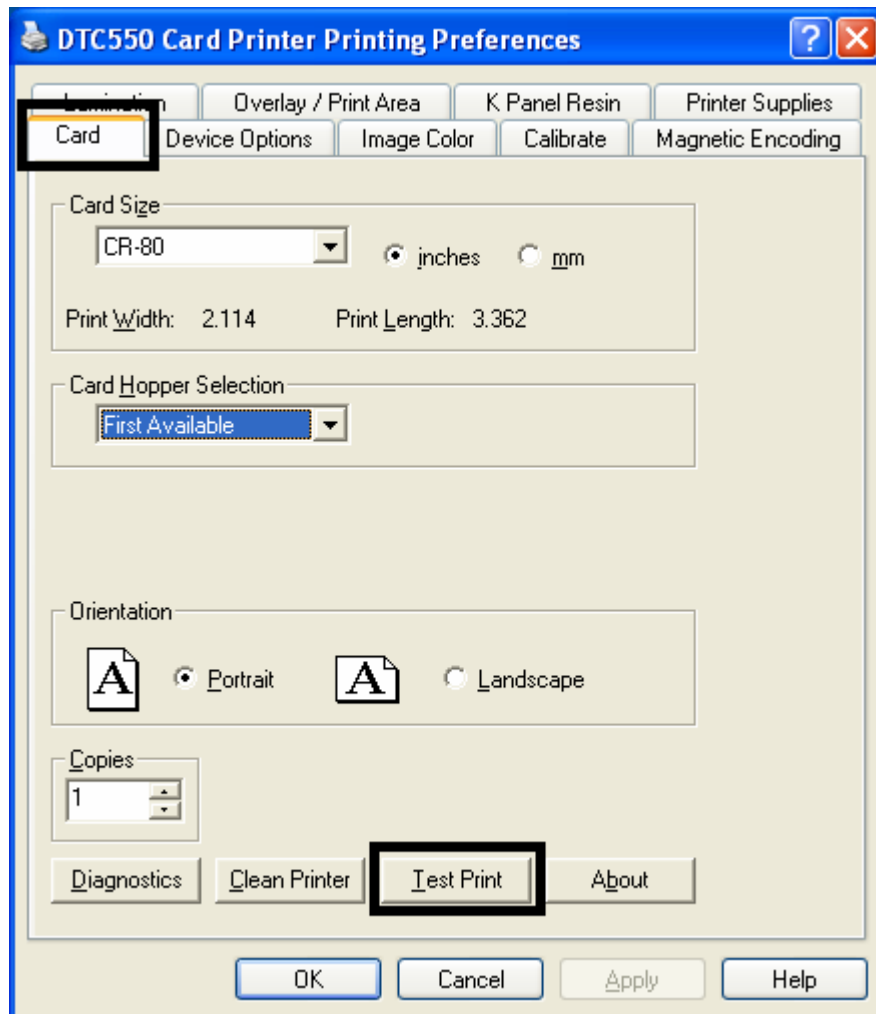 DTC550 Card Printer Printing Preferences
Lamination Overlay / Print Area K Panel Resin Printer Supplies
Card Device Options Image Color Calibrate Magnetic Encoding
Card Size
CR-80 inches mm
Print Width: 2.114 Print Length: 3.362
Card Hopper Selection
First Available
Orientation
A Portrait A Landscape
Copies
1
Diagnostics Clean Printer Test Print About
OK Cancel Apply Help